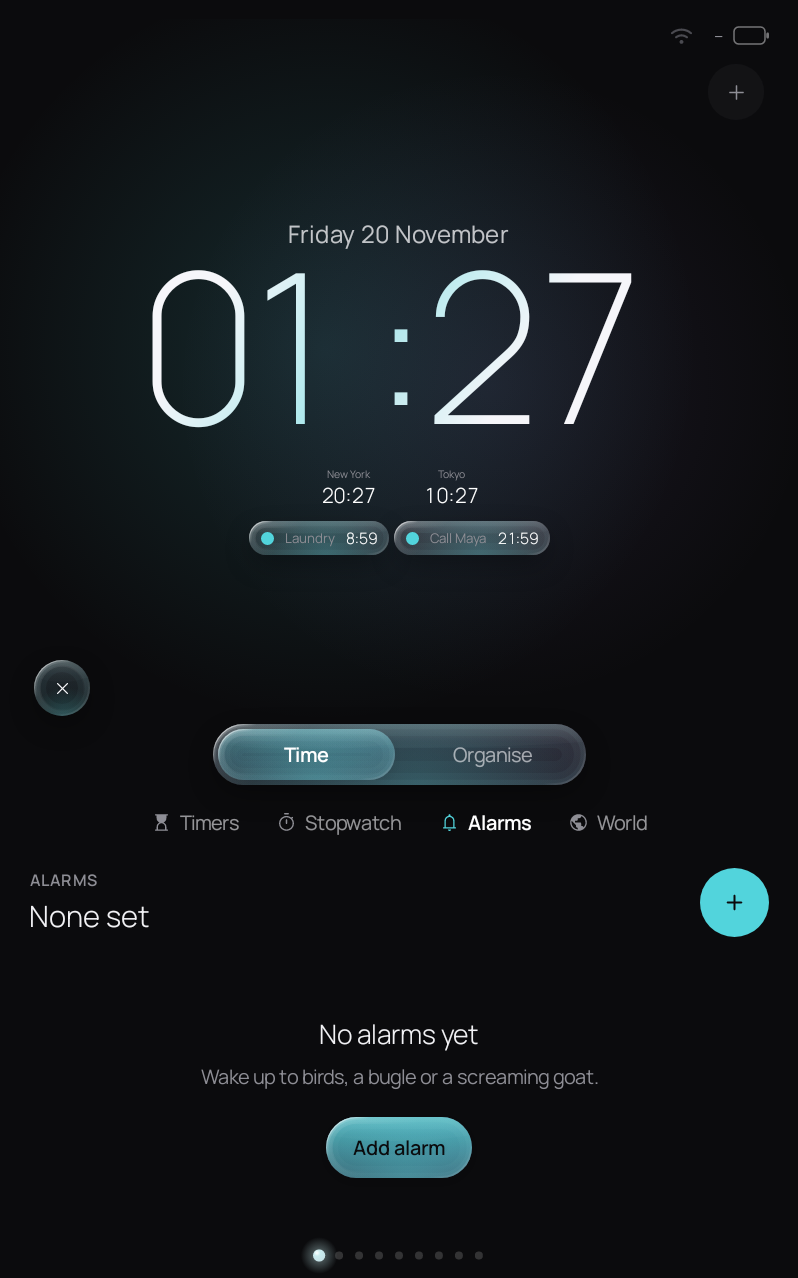 Friday 20 November
01:27
New York Tokyo
20:27 10:27
Laundry 8:59 Call Maya 21:59
Time Organise
Timers Stopwatch Alarms World
ALARMS
None set
No alarms yet
Wake up to birds, a bugle or a screaming goat.
Add alarm